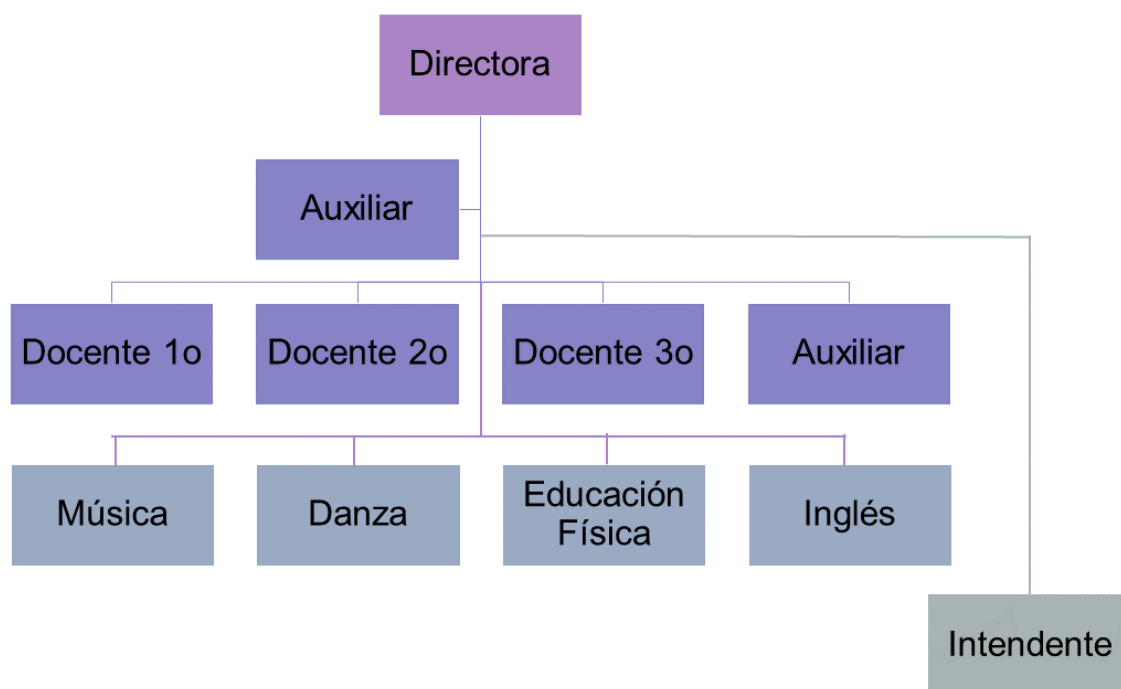 Directora
Auxiliar
Docente 1o
Docente 2o
Docente 3o
Auxiliar
Música
Danza
Educación
Física
Inglés
Intendente